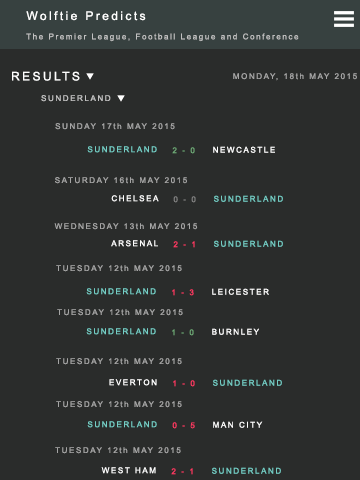 Wolftie Predicts
The Premier League, Football League and Conference
RESULTS ▼ MONDAY, 18th MAY 2015
SUNDERLAND ▼
SUNDAY 17th MAY 2015
SUNDERLAND 2 - 0 NEWCASTLE
SATURDAY 16th MAY 2015
CHELSEA 0 - 0 SUNDERLAND
WEDNESDAY 13th MAY 2015
ARSENAL 2 - 1 SUNDERLAND
TUESDAY 12th MAY 2015
SUNDERLAND 1 - 3 LEICESTER
TUESDAY 12th MAY 2015
SUNDERLAND 1 - 0 BURNLEY
TUESDAY 12th MAY 2015
EVERTON 1 - 0 SUNDERLAND
TUESDAY 12th MAY 2015
SUNDERLAND 0 - 5 MAN CITY
TUESDAY 12th MAY 2015
WEST HAM 2 - 1 SUNDERLAND